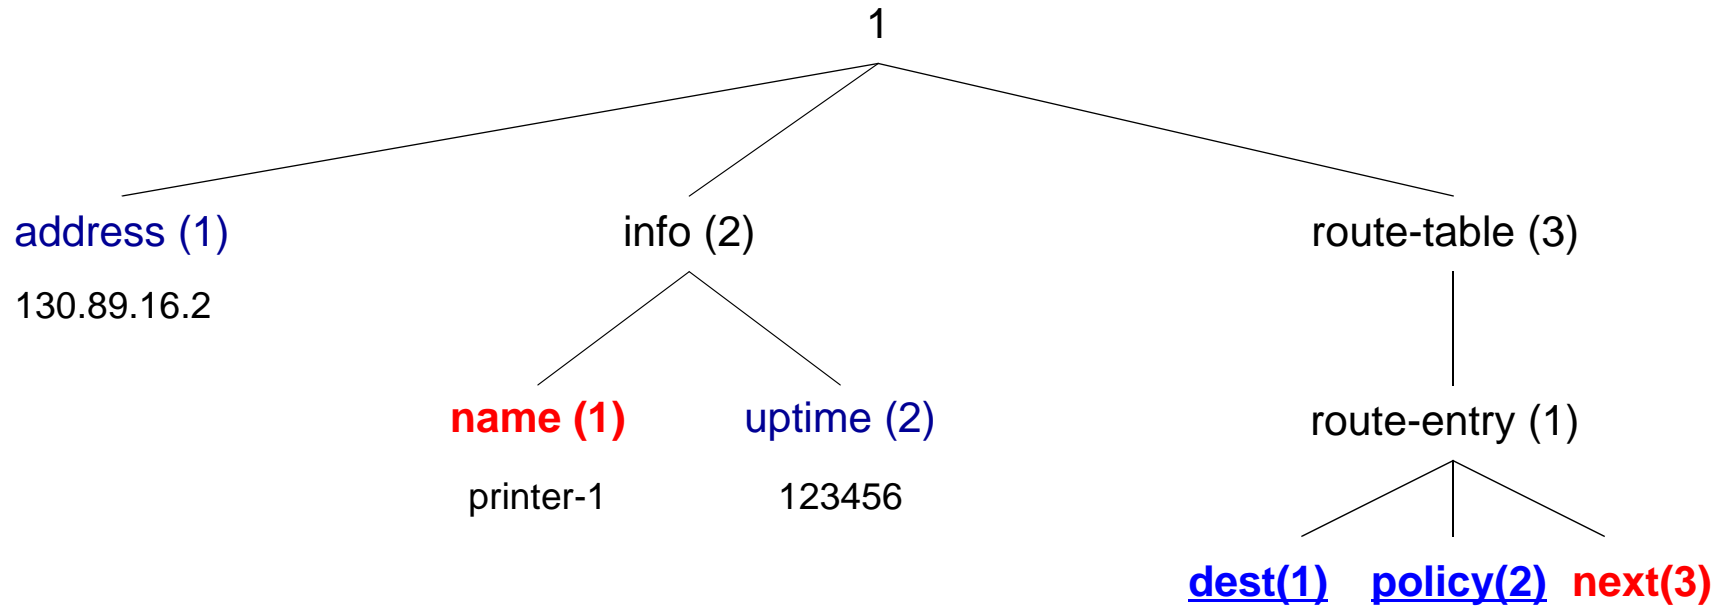 1
address (1) info (2) route-table (3)
130.89.16.2
name (1) uptime (2) route-entry (1)
printer-1 123456
dest(1) policy(2) next(3)